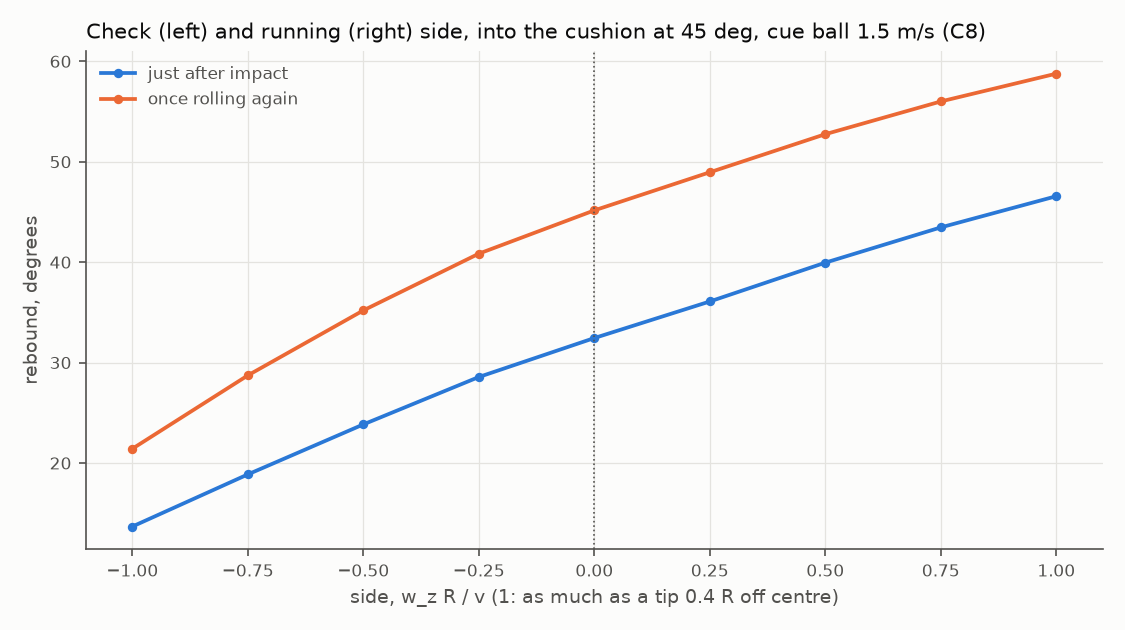 Check (left) and running (right) side, into the cushion at 45 deg, cue ball 1.5 m/s (C8)
just after impact
once rolling again
rebound, degrees
60
50
40
30
20
−1.00 −0.75 −0.50 −0.25 0.00 0.25 0.50 0.75 1.00
side, w_z R / v (1: as much as a tip 0.4 R off centre)